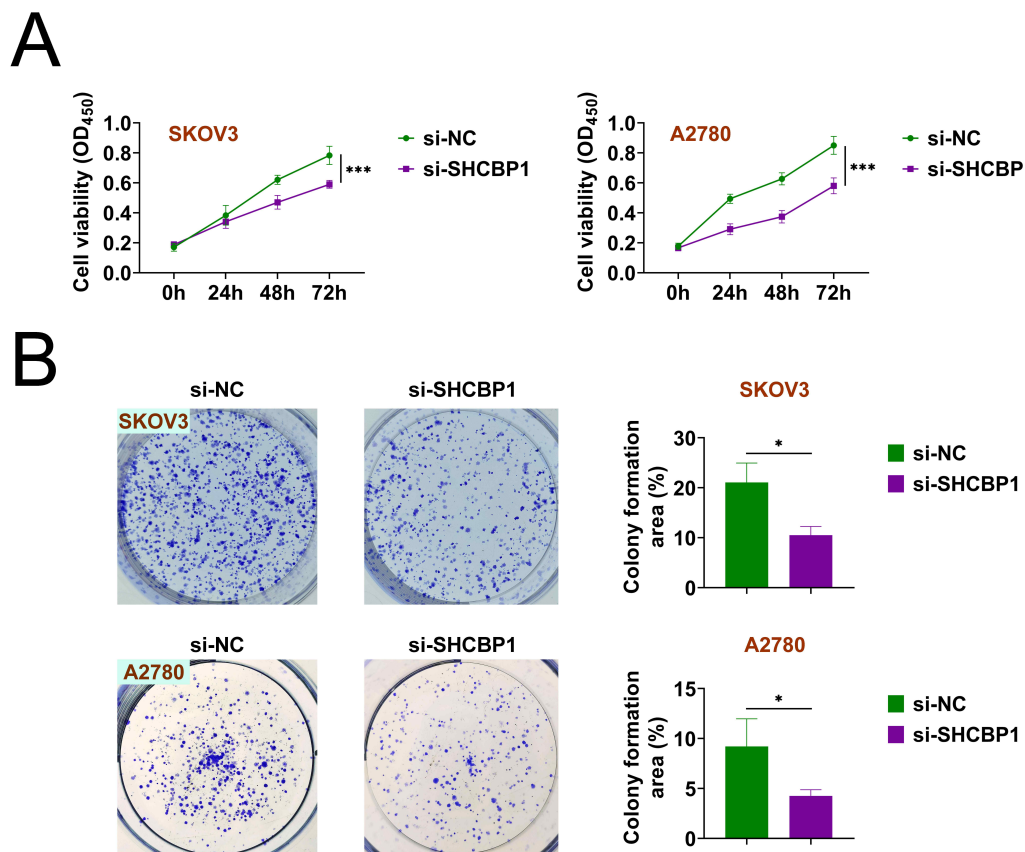 A
Cell viability (OD450)
1.0
0.8
0.6
0.4
0.2
0.0
SKOV3
0h 24h 48h 72h
***
si-NC
si-SHCBP1
Cell viability (OD450)
1.0
0.8
0.6
0.4
0.2
0.0
A2780
0h 24h 48h 72h
***
si-NC
si-SHCBP
B
si-NC
SKOV3
si-SHCBP1
SKOV3
Colony formation
area (%)
30
20
10
0
*
si-NC
si-SHCBP1
si-NC
A2780
si-SHCBP1
A2780
Colony formation
area (%)
15
10
5
0
*
si-NC
si-SHCBP1